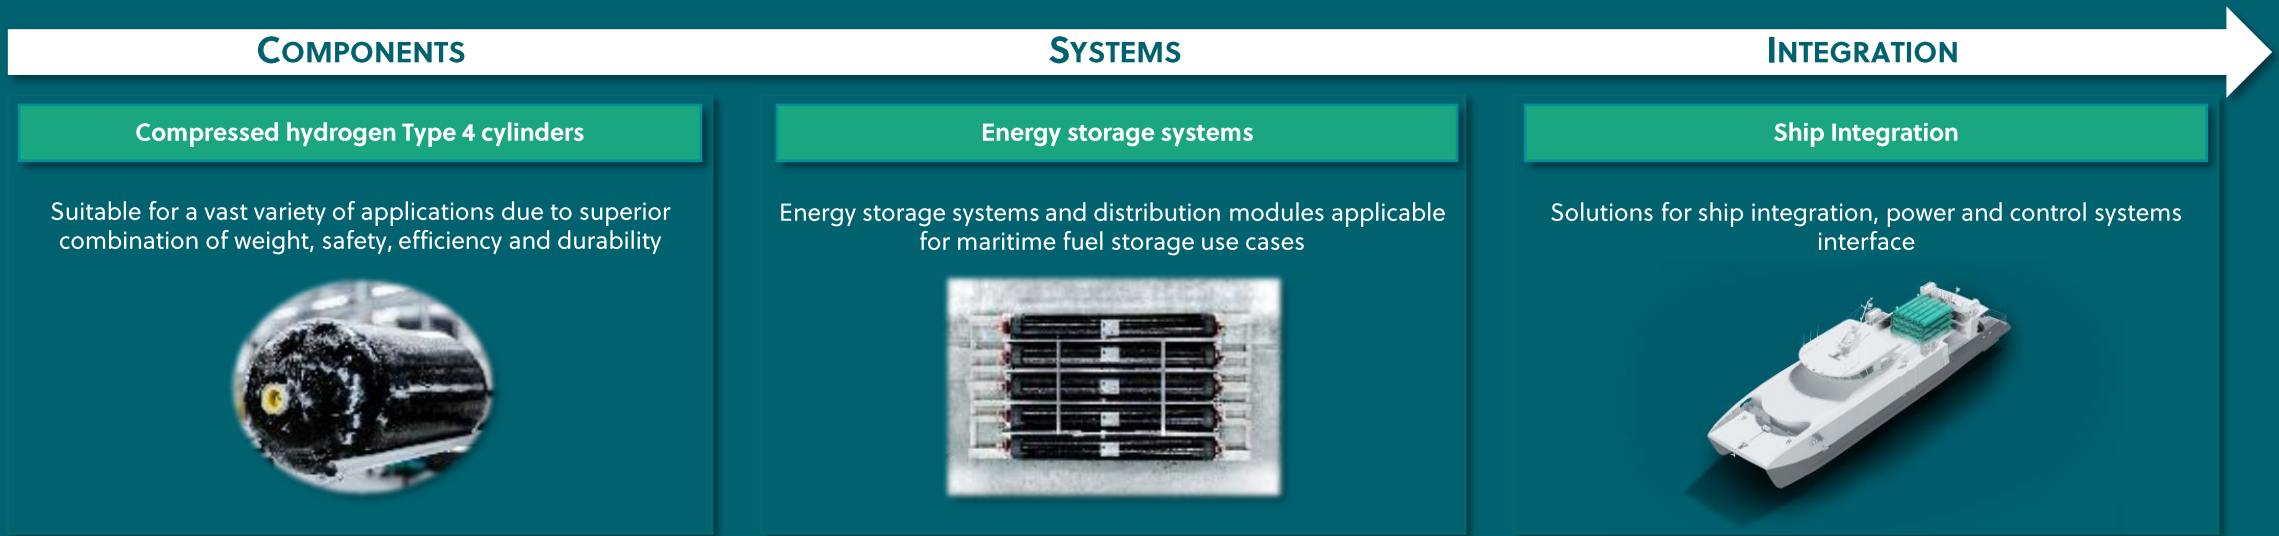 COMPONENTS
SYSTEMS
INTEGRATION
Compressed hydrogen Type 4 cylinders
Suitable for a vast variety of applications due to superior
combination of weight, safety, efficiency and durability
Energy storage systems
Energy storage systems and distribution modules applicable
for maritime fuel storage use cases
Ship Integration
Solutions for ship integration, power and control systems
interface